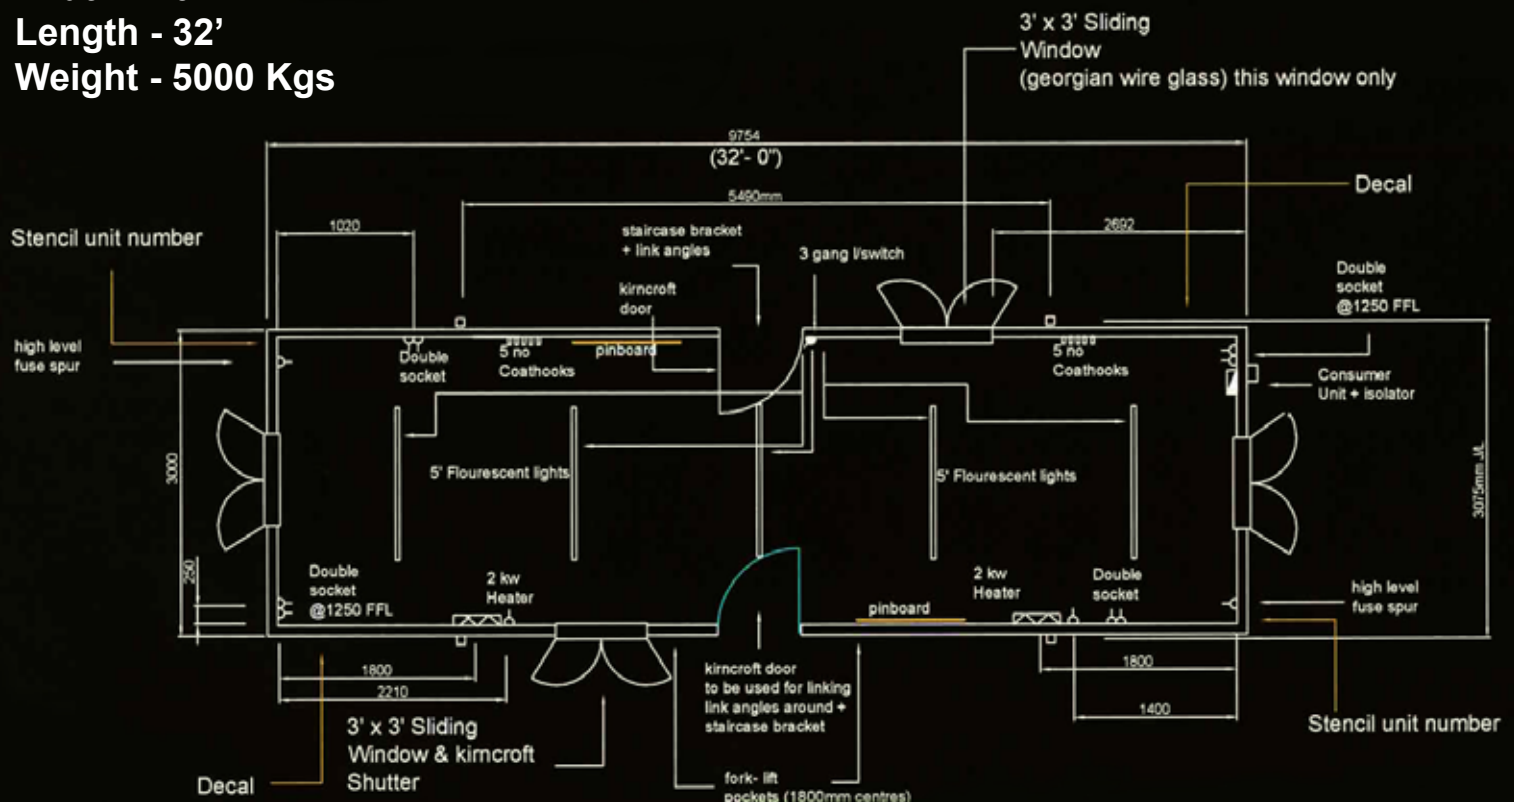 Length - 32’
Weight - 5000 Kgs
3' x 3' Sliding
Window
(georgian wire glass) this window only
9754
(32'- 0")
5490mm
Decal
1020
2692
Stencil unit number
staircase bracket
+ link angles
3 gang l/switch
Double
socket
@1250 FFL
kirncroft
door
high level
fuse spur
Double
socket
5 no
Coathooks
pinboard
5 no
Coathooks
Consumer
Unit + isolator
3000
5' Flourescent lights
5' Flourescent lights
3075mm
250
Double
socket
@1250 FFL
2 kw
Heater
2 kw
Heater
Double
socket
pinboard
high level
fuse spur
1800
2210
kirncroft door
to be used for linking
link angles around +
staircase bracket
1800
1400
3' x 3' Sliding
Window & kirncroft
Shutter
Stencil unit number
Decal
fork- lift
pockets (1800mm centres)